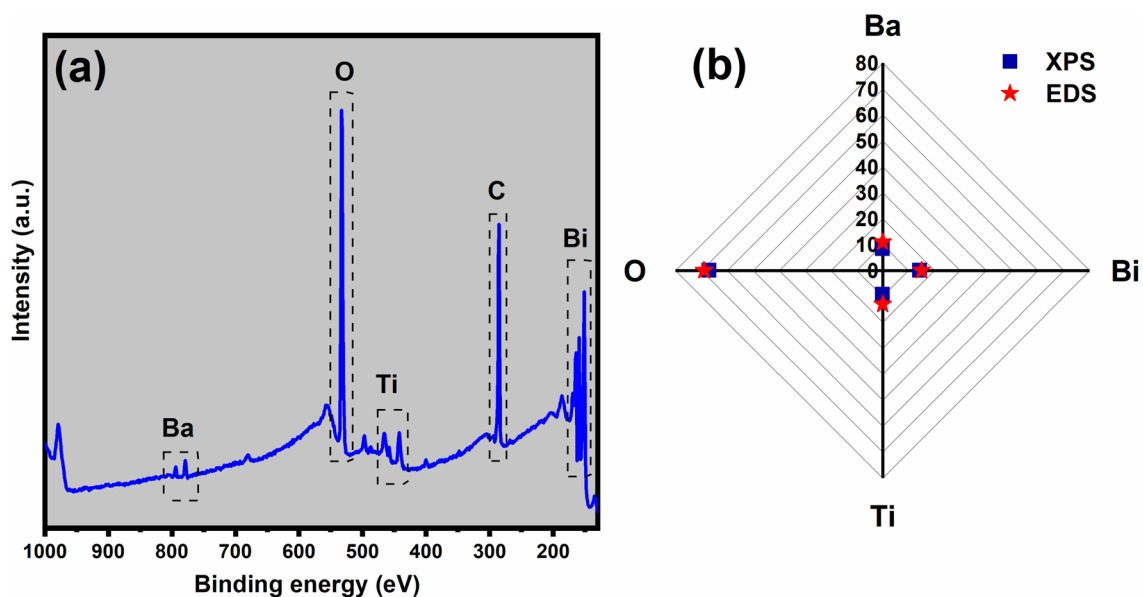 (a)
O
C
Bi
Ti
Ba
Intensity (a.u.)
1000 900 800 700 600 500 400 300 200
Binding energy (eV)
(b)
Ba
XPS
EDS
80
70
60
50
40
30
20
10
0
O
Bi
Ti